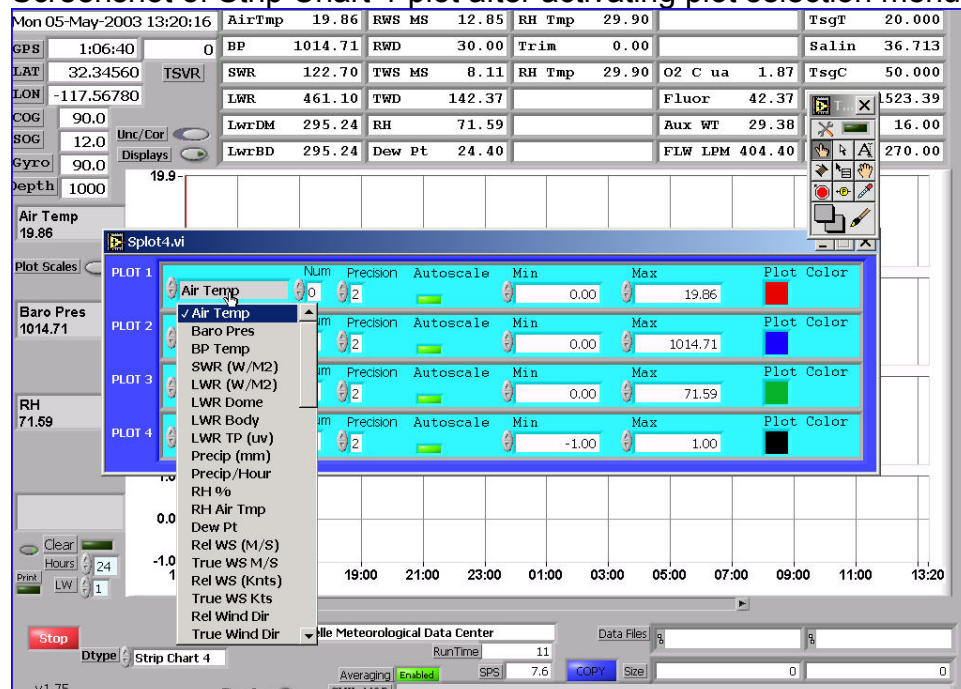 Screenshot of Strip Chart 4 plot after activating plot selection menu
Mon 05-May-2003 13:20:16 AirTmp 19.86 RWS MS 12.85 RH Tmp 29.90 TsgT 20.000
GPS 1:06:40 0 BP 1014.71 RWD 30.00 Trim 0.00 Salin 36.713
LAT 32.34560 TSVR SWR 122.70 TWS MS 8.11 RH Tmp 29.90 O2 C ua 1.87 TsgC 50.000
LON -117.56780 LWR 461.10 TWD 142.37 Fluor 42.37 1523.39
COG 90.0 LwrDM 295.24 RH 71.59 Aux WT 29.38 16.00
SOG 12.0 Unc/Cor
Gyro 90.0 Displays LwrBD 295.24 Dew Pt 24.40 FLW LPM 404.40 270.00
Depth 1000
T...
19.9
Air Temp
19.86
Splot4.vi
Plot Scales
PLOT 1 Num Precision Autoscale Min Max Plot Color
Air Temp 0 2 0.00 19.86
Baro Pres
1014.71
PLOT 2 um Precision Autoscale Min Max Plot Color
2 0.00 1014.71
PLOT 3 um Precision Autoscale Min Max Plot Color
2 0.00 71.59
RH
71.59
PLOT 4 um Precision Autoscale Min Max Plot Color
2 -1.00 1.00
✓ Air Temp
Baro Pres
BP Temp
SWR (W/M2)
LWR (W/M2)
LWR Dome
LWR Body
LWR TP (uv)
Precip (mm)
Precip/Hour
RH %
RH Air Tmp
Dew Pt
Rel WS (M/S)
True WS M/S
Rel WS (Knts)
True WS Kts
Rel Wind Dir
True Wind Dir
1.0
0.0
-1.0
Clear
Hours 24
Print LW 1
1 19:00 21:00 23:00 01:00 03:00 05:00 07:00 09:00 11:00 13:20
Stop elle Meteorological Data Center Data Files
Dtype Strip Chart 4 RunTime 11
Averaging Enabled SPS 7.6 COPY Size 0 0
v1.75